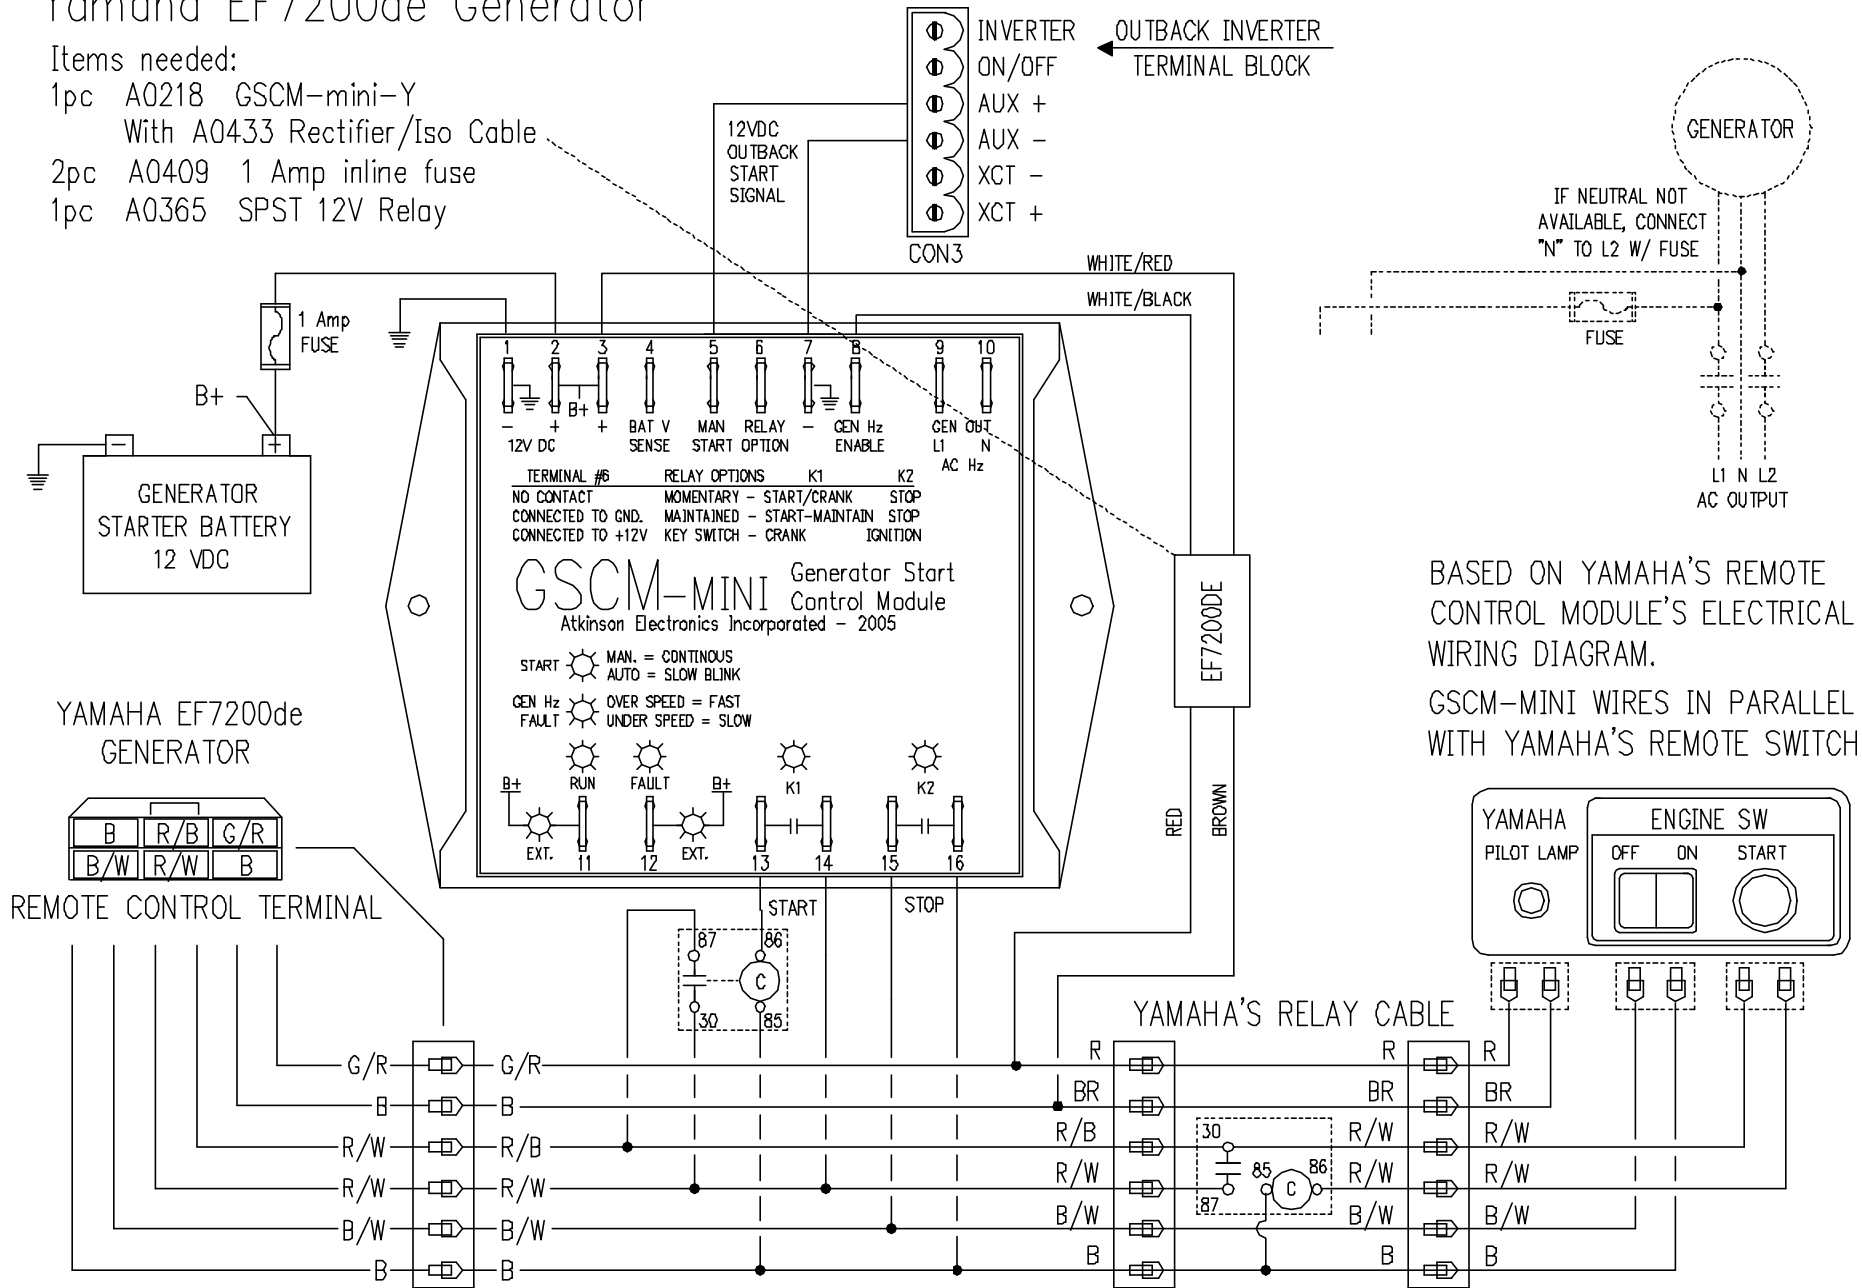 Yamaha EF7200de Generator
Items needed:
1pc A0218 GSCM-mini-Y
With A0433 Rectifier/Iso Cable
2pc A0409 1 Amp inline fuse
1pc A0365 SPST 12V Relay
INVERTER
ON/OFF
AUX +
AUX -
XCT -
XCT +
CON3
OUTBACK INVERTER
TERMINAL BLOCK
12VDC
OUTBACK
START
SIGNAL
GENERATOR
IF NEUTRAL NOT
AVAILABLE, CONNECT
"N" TO L2 W/ FUSE
FUSE
L1 N L2
AC OUTPUT
WHITE/RED
WHITE/BLACK
1 Amp
FUSE
B+
- +
GENERATOR
STARTER BATTERY
12 VDC
1 2 3 4 5 6 7 8 9 10
B+
- + + BAT V MAN RELAY - GEN Hz GEN OUT
12V DC SENSE START OPTION ENABLE L1 N
AC Hz
TERMINAL #6 RELAY OPTIONS K1 K2
NO CONTACT MOMENTARY - START/CRANK STOP
CONNECTED TO GND. MAINTAINED - START-MAINTAIN STOP
CONNECTED TO +12V KEY SWITCH - CRANK IGNITION
GSCM-MINI Generator Start
Control Module
Atkinson Electronics Incorporated - 2005
START MAN. = CONTINOUS
AUTO = SLOW BLINK
GEN Hz OVER SPEED = FAST
FAULT UNDER SPEED = SLOW
B+ RUN FAULT B+ K1 K2
EXT. 11 12 EXT. 13 14 15 16
EF7200DE
RED
BROWN
BASED ON YAMAHA'S REMOTE
CONTROL MODULE'S ELECTRICAL
WIRING DIAGRAM.
GSCM-MINI WIRES IN PARALLEL
WITH YAMAHA'S REMOTE SWITCH
YAMAHA EF7200de
GENERATOR
B R/B G/R
B/W R/W B
REMOTE CONTROL TERMINAL
YAMAHA ENGINE SW
PILOT LAMP OFF ON START
START STOP
87 86
C
30 85
YAMAHA'S RELAY CABLE
G/R G/R R R R
B B BR BR BR
R/W R/B R/B 30 R/W R/W
R/W R/W R/W 85 86 R/W R/W
C
87
B/W B/W B/W B/W B/W
B B B B B